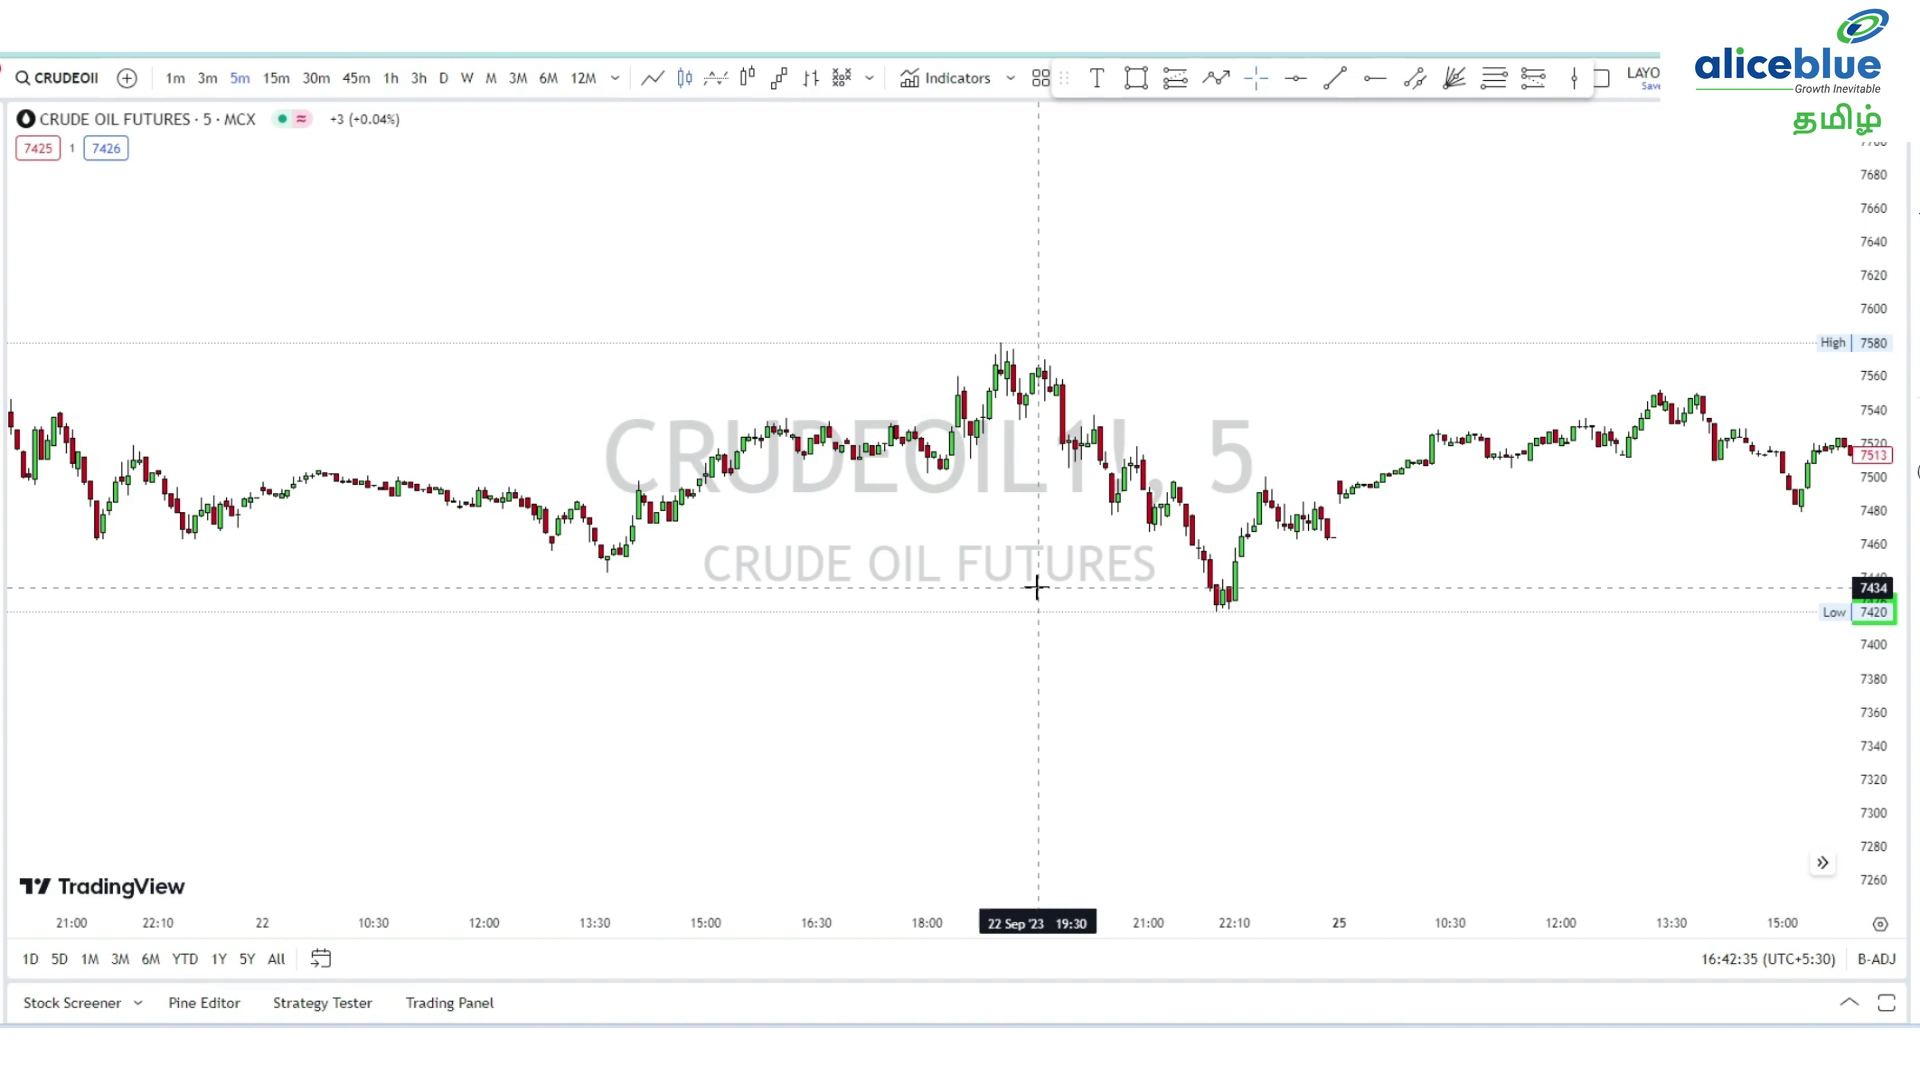 aliceblue
Growth Inevitable
தமிழ்
CRUDEOI1 1m 3m 5m 15m 30m 45m 1h 3h D W M 3M 6M 12M Indicators T LAYO
Save
CRUDE OIL FUTURES · 5 · MCX +3 (+0.04%)
7425 1 7426
7680
7660
7640
7620
7600
High 7580
7560
7540
7520
7513
7500
7480
7460
7434
Low 7420
7400
7380
7360
7340
7320
7300
7280
7260
CRUDEOIL1!, 5
CRUDE OIL FUTURES
TradingView
21:00 22:10 22 10:30 12:00 13:30 15:00 16:30 18:00 22 Sep '23 19:30 21:00 22:10 25 10:30 12:00 13:30 15:00
1D 5D 1M 3M 6M YTD 1Y 5Y All 16:42:35 (UTC+5:30) B-ADJ
Stock Screener Pine Editor Strategy Tester Trading Panel